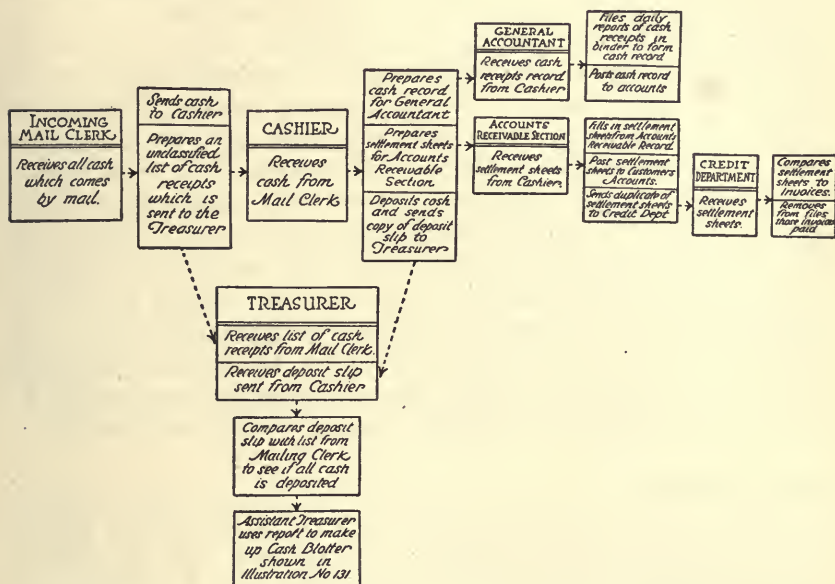 INCOMING
MAIL CLERK
Receives all cash
which comes
by mail.
Sends cash
to Cashier
Prepares an
unclassified
list of cash
receipts
which is
sent to the
Treasurer
CASHIER
Receives
cash from
Mail Clerk
Prepares
cash record
for General
Accountant
Prepares
settlement sheets
for Accounts
Receivable
Section
Deposits cash
and sends
copy of deposit
slip to
Treasurer
GENERAL
ACCOUNTANT
Receives cash
receipts record
from Cashier
Files daily
reports of cash
receipts in
binder to form
cash record
Posts cash record
to accounts
ACCOUNTS
RECEIVABLE SECTION
Receives
settlement sheets
from Cashier
Fills in settlement
sheets from Accounts
Receivable Record.
Post settlement
sheets to Customers
Accounts.
Sends duplicate of
settlement sheets
to Credit Dept
CREDIT
DEPARTMENT
Receives
settlement
sheets.
Compares
settlement
sheets to
Invoices.
Removes
from files
those invoices
paid
TREASURER
Receives list of cash
receipts from Mail Clerk.
Receives deposit slip
sent from Cashier
Compares deposit
slip with list from
Mailing Clerk
to see if all cash
is deposited
Assistant Treasurer
uses report to make
up Cash Blotter
shown in
Illustration No 131